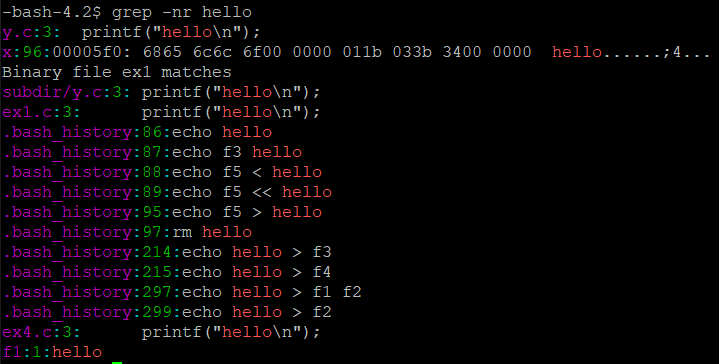 -bash-4.2$ grep -nr hello
y.c:3:  printf("hello\n");
x:96:00005f0: 6865 6c6c 6f00 0000 011b 033b 3400 0000  hello......;4...
Binary file ex1 matches
subdir/y.c:3: printf("hello\n");
ex1.c:3:      printf("hello\n");
.bash_history:86:echo hello
.bash_history:87:echo f3 hello
.bash_history:88:echo f5 < hello
.bash_history:89:echo f5 << hello
.bash_history:95:echo f5 > hello
.bash_history:97:rm hello
.bash_history:214:echo hello > f3
.bash_history:215:echo hello > f4
.bash_history:297:echo hello > f1 f2
.bash_history:299:echo hello > f2
ex4.c:3:      printf("hello\n");
f1:1:hello